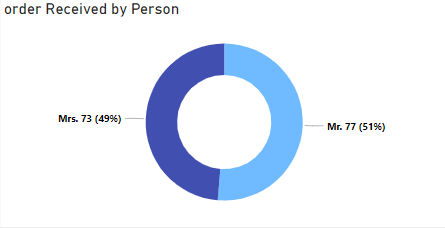 order Received by Person
Mrs. 73 (49%)
Mr. 77 (51%)